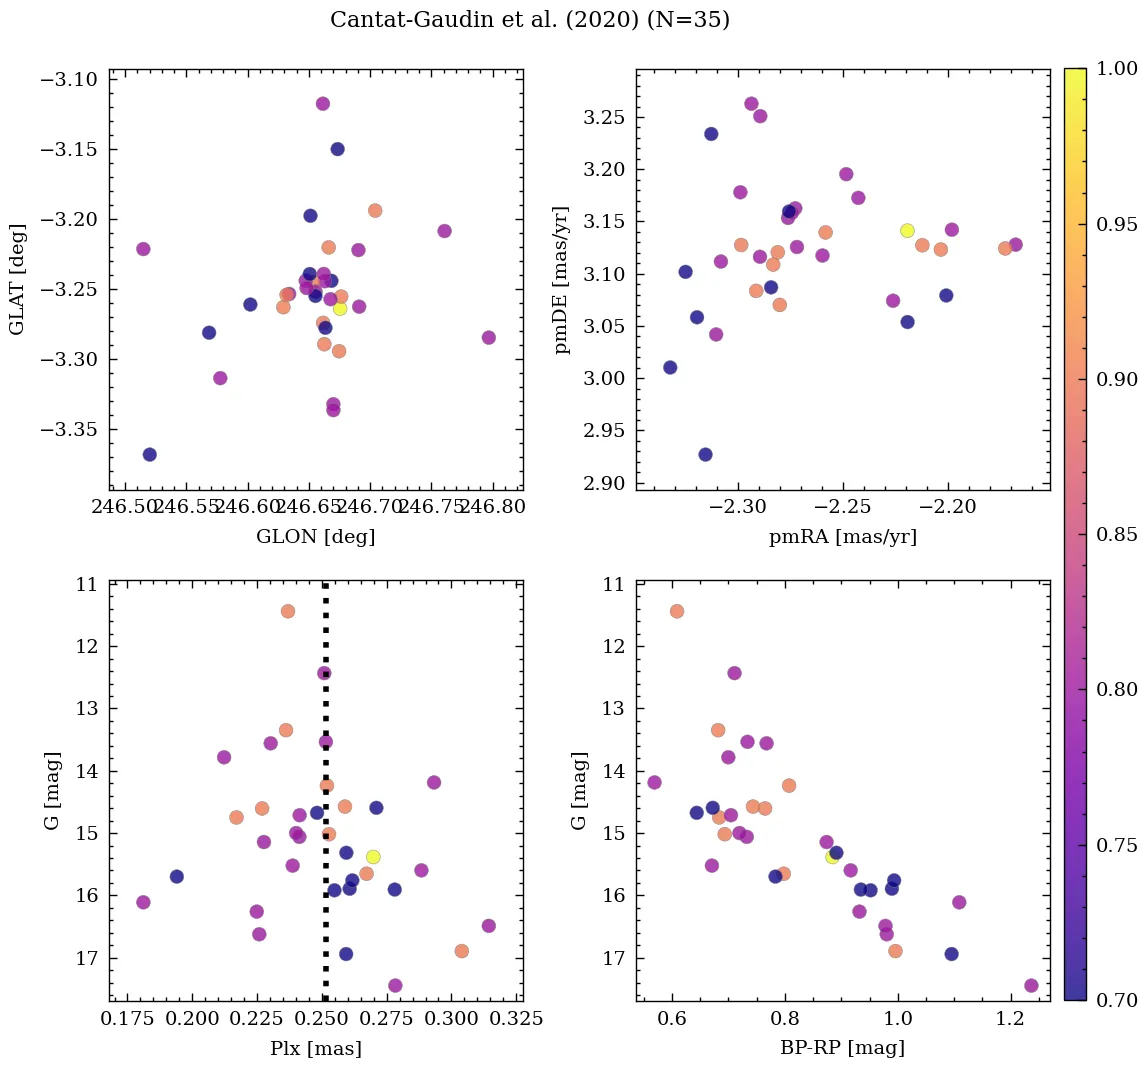 Cantat-Gaudin et al. (2020) (N=35)
GLAT [deg]
−3.10
−3.15
−3.20
−3.25
−3.30
−3.35
246.50 246.55 246.60 246.65 246.70 246.75 246.80
GLON [deg]
pmDE [mas/yr]
3.25
3.20
3.15
3.10
3.05
3.00
2.95
2.90
−2.30 −2.25 −2.20
pmRA [mas/yr]
G [mag]
11
12
13
14
15
16
17
0.175 0.200 0.225 0.250 0.275 0.300 0.325
Plx [mas]
G [mag]
11
12
13
14
15
16
17
0.6 0.8 1.0 1.2
BP-RP [mag]
1.00
0.95
0.90
0.85
0.80
0.75
0.70